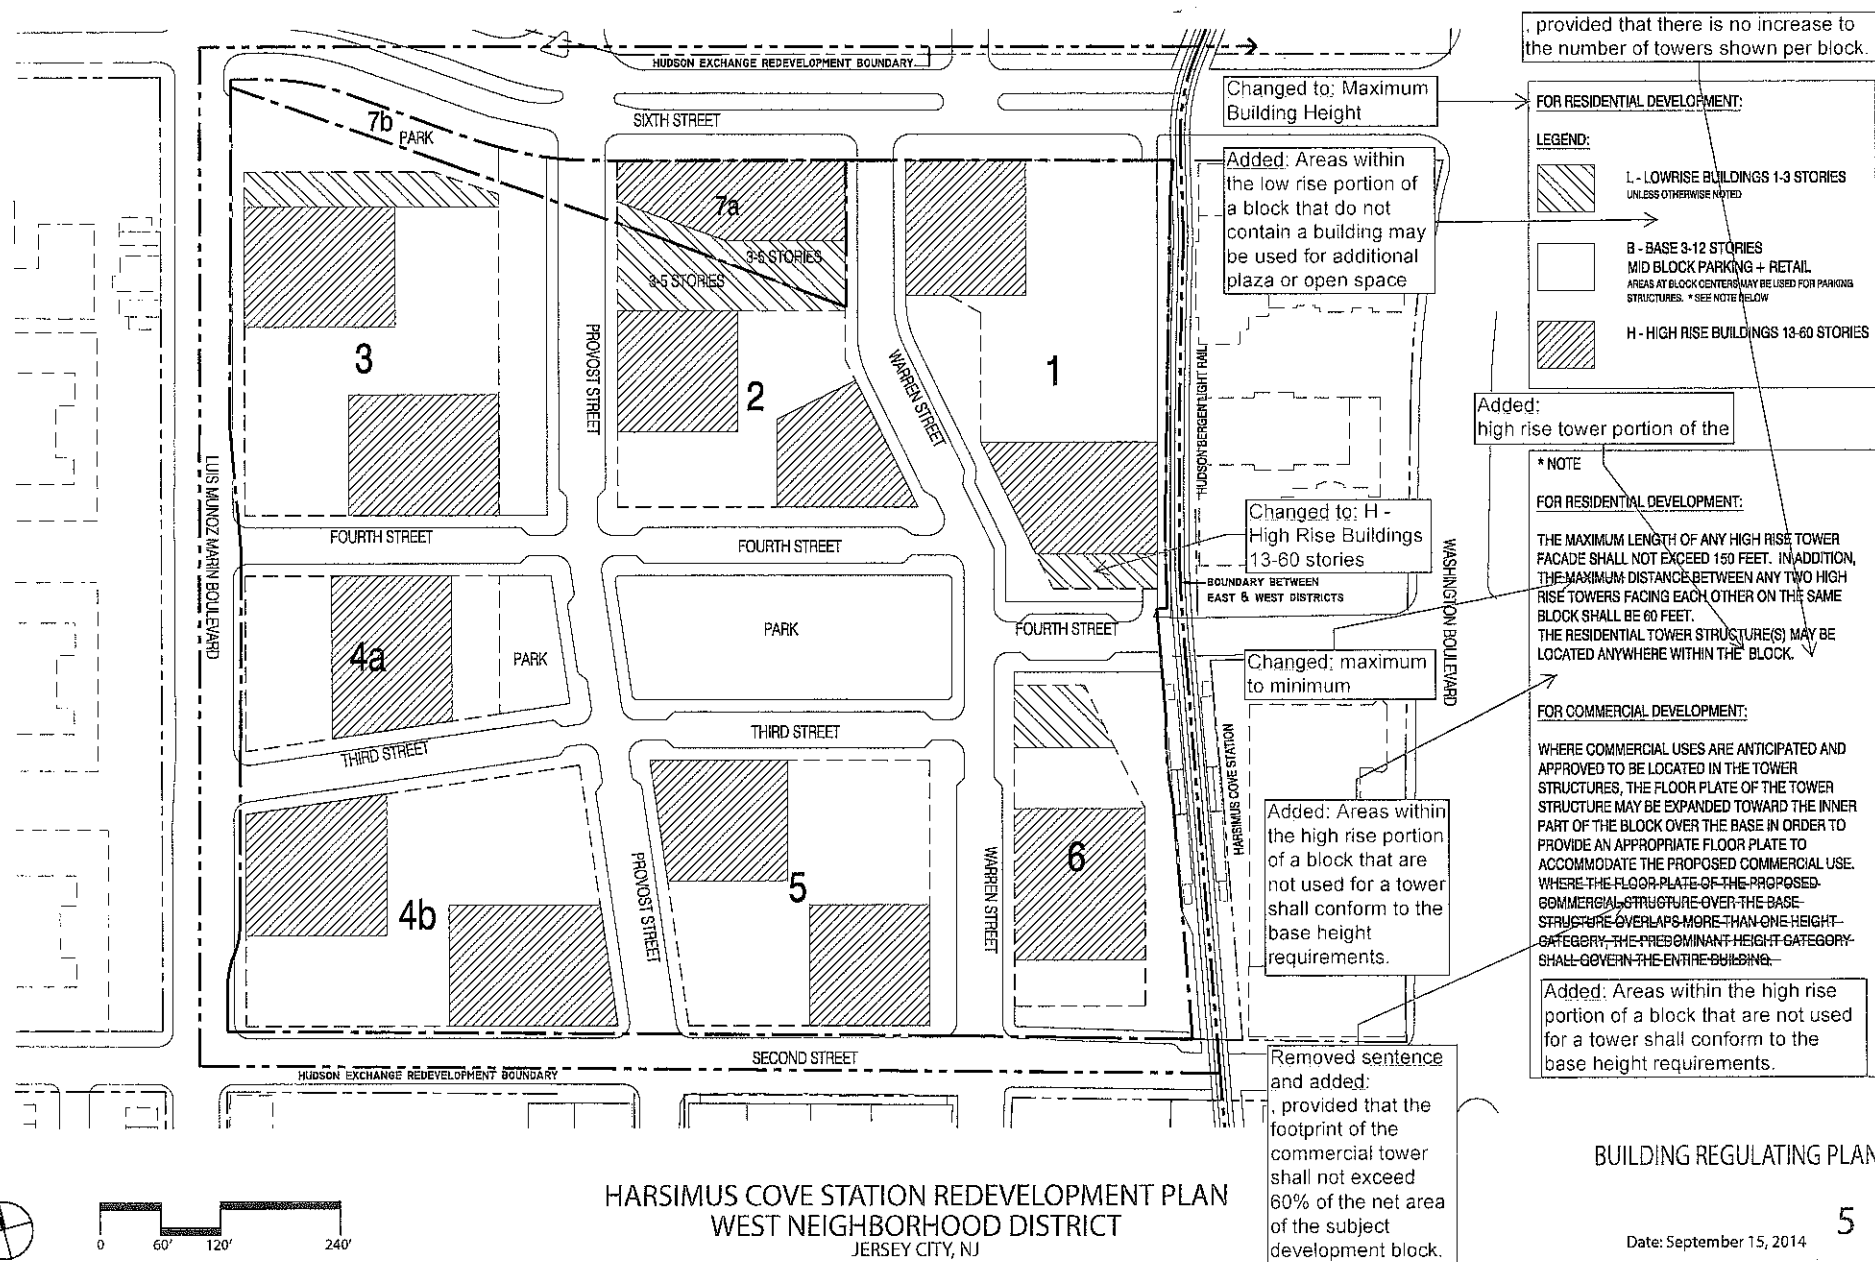 , provided that there is no increase to
the number of towers shown per block.
HUDSON EXCHANGE REDEVELOPMENT BOUNDARY
Changed to: Maximum
Building Height
FOR RESIDENTIAL DEVELOPMENT:
LEGEND:
L - LOWRISE BUILDINGS 1-3 STORIES
UNLESS OTHERWISE NOTED
B - BASE 3-12 STORIES
MID BLOCK PARKING + RETAIL
AREAS AT BLOCK CENTERS MAY BE USED FOR PARKING
STRUCTURES. * SEE NOTE BELOW
H - HIGH RISE BUILDINGS 13-60 STORIES
Added: Areas within
the low rise portion of
a block that do not
contain a building may
be used for additional
plaza or open space
7b
PARK
SIXTH STREET
7a
3-5 STORIES
3-5 STORIES
3
2
1
PROVOST STREET
WARREN STREET
HUDSON BERGEN LIGHT RAIL
LUIS MUNOZ MARIN BOULEVARD
WASHINGTON BOULEVARD
Added:
high rise tower portion of the
Changed to: H -
High Rise Buildings
13-60 stories
BOUNDARY BETWEEN
EAST & WEST DISTRICTS
FOURTH STREET
FOURTH STREET
FOURTH STREET
4a
PARK
PARK
Changed: maximum
to minimum
THIRD STREET
THIRD STREET
HARSIMUS COVE STATION
4b
PROVOST STREET
5
WARREN STREET
6
Added: Areas within
the high rise portion
of a block that are
not used for a tower
shall conform to the
base height
requirements.
* NOTE
FOR RESIDENTIAL DEVELOPMENT:
THE MAXIMUM LENGTH OF ANY HIGH RISE TOWER
FACADE SHALL NOT EXCEED 150 FEET. IN ADDITION,
THE MAXIMUM DISTANCE BETWEEN ANY TWO HIGH
RISE TOWERS FACING EACH OTHER ON THE SAME
BLOCK SHALL BE 60 FEET.
THE RESIDENTIAL TOWER STRUCTURE(S) MAY BE
LOCATED ANYWHERE WITHIN THE BLOCK.
FOR COMMERCIAL DEVELOPMENT:
WHERE COMMERCIAL USES ARE ANTICIPATED AND
APPROVED TO BE LOCATED IN THE TOWER
STRUCTURES, THE FLOOR PLATE OF THE TOWER
STRUCTURE MAY BE EXPANDED TOWARD THE INNER
PART OF THE BLOCK OVER THE BASE IN ORDER TO
PROVIDE AN APPROPRIATE FLOOR PLATE TO
ACCOMMODATE THE PROPOSED COMMERCIAL USE.
WHERE THE FLOOR PLATE OF THE PROPOSED
COMMERCIAL STRUCTURE OVER THE BASE
STRUCTURE OVERLAPS MORE THAN ONE HEIGHT
CATEGORY, THE PREDOMINANT HEIGHT CATEGORY
SHALL GOVERN THE ENTIRE BUILDING.
Added: Areas within the high rise
portion of a block that are not used
for a tower shall conform to the
base height requirements.
SECOND STREET
HUDSON EXCHANGE REDEVELOPMENT BOUNDARY
Removed sentence
and added:
, provided that the
footprint of the
commercial tower
shall not exceed
60% of the net area
of the subject
development block.
0 60' 120' 240'
HARSIMUS COVE STATION REDEVELOPMENT PLAN
WEST NEIGHBORHOOD DISTRICT
JERSEY CITY, NJ
BUILDING REGULATING PLAN
5
Date: September 15, 2014